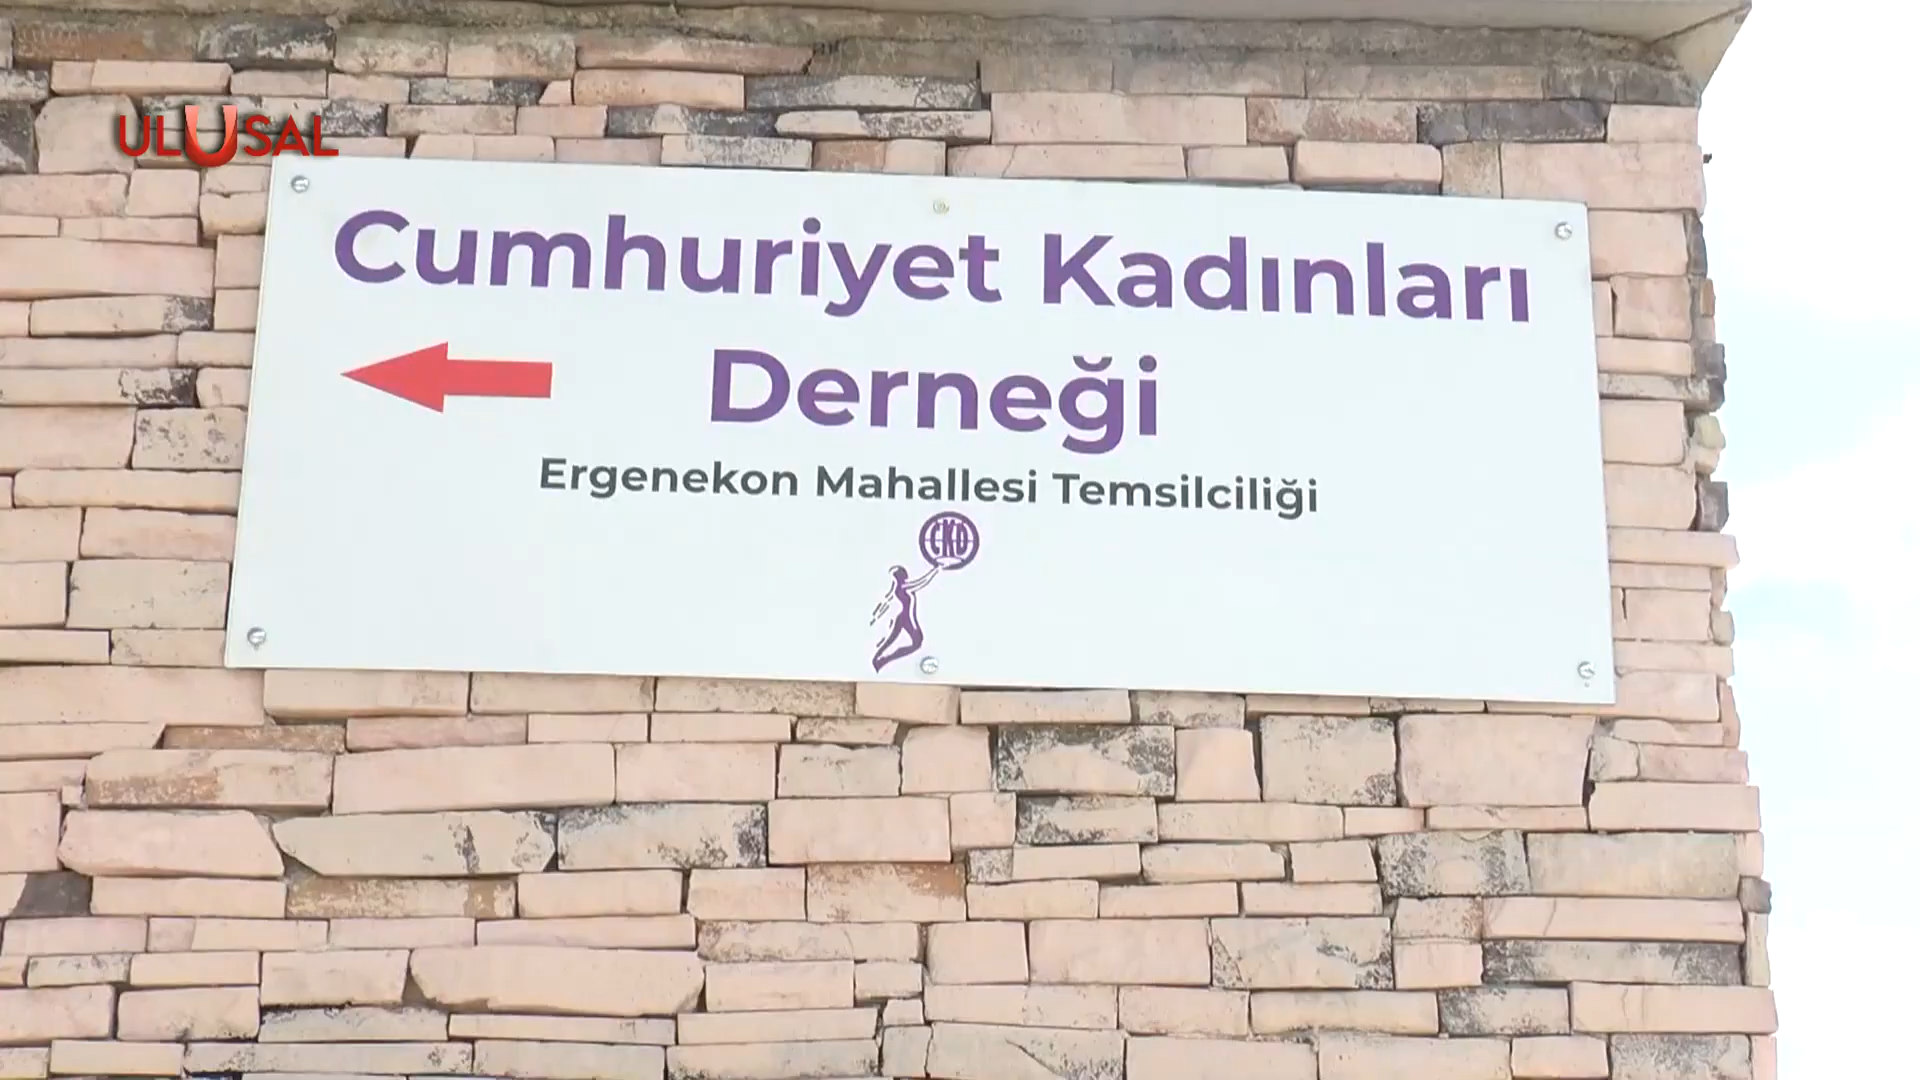 ULUSAL
Cumhuriyet Kadınları
Derneği
Ergenekon Mahallesi Temsilciliği
CKD